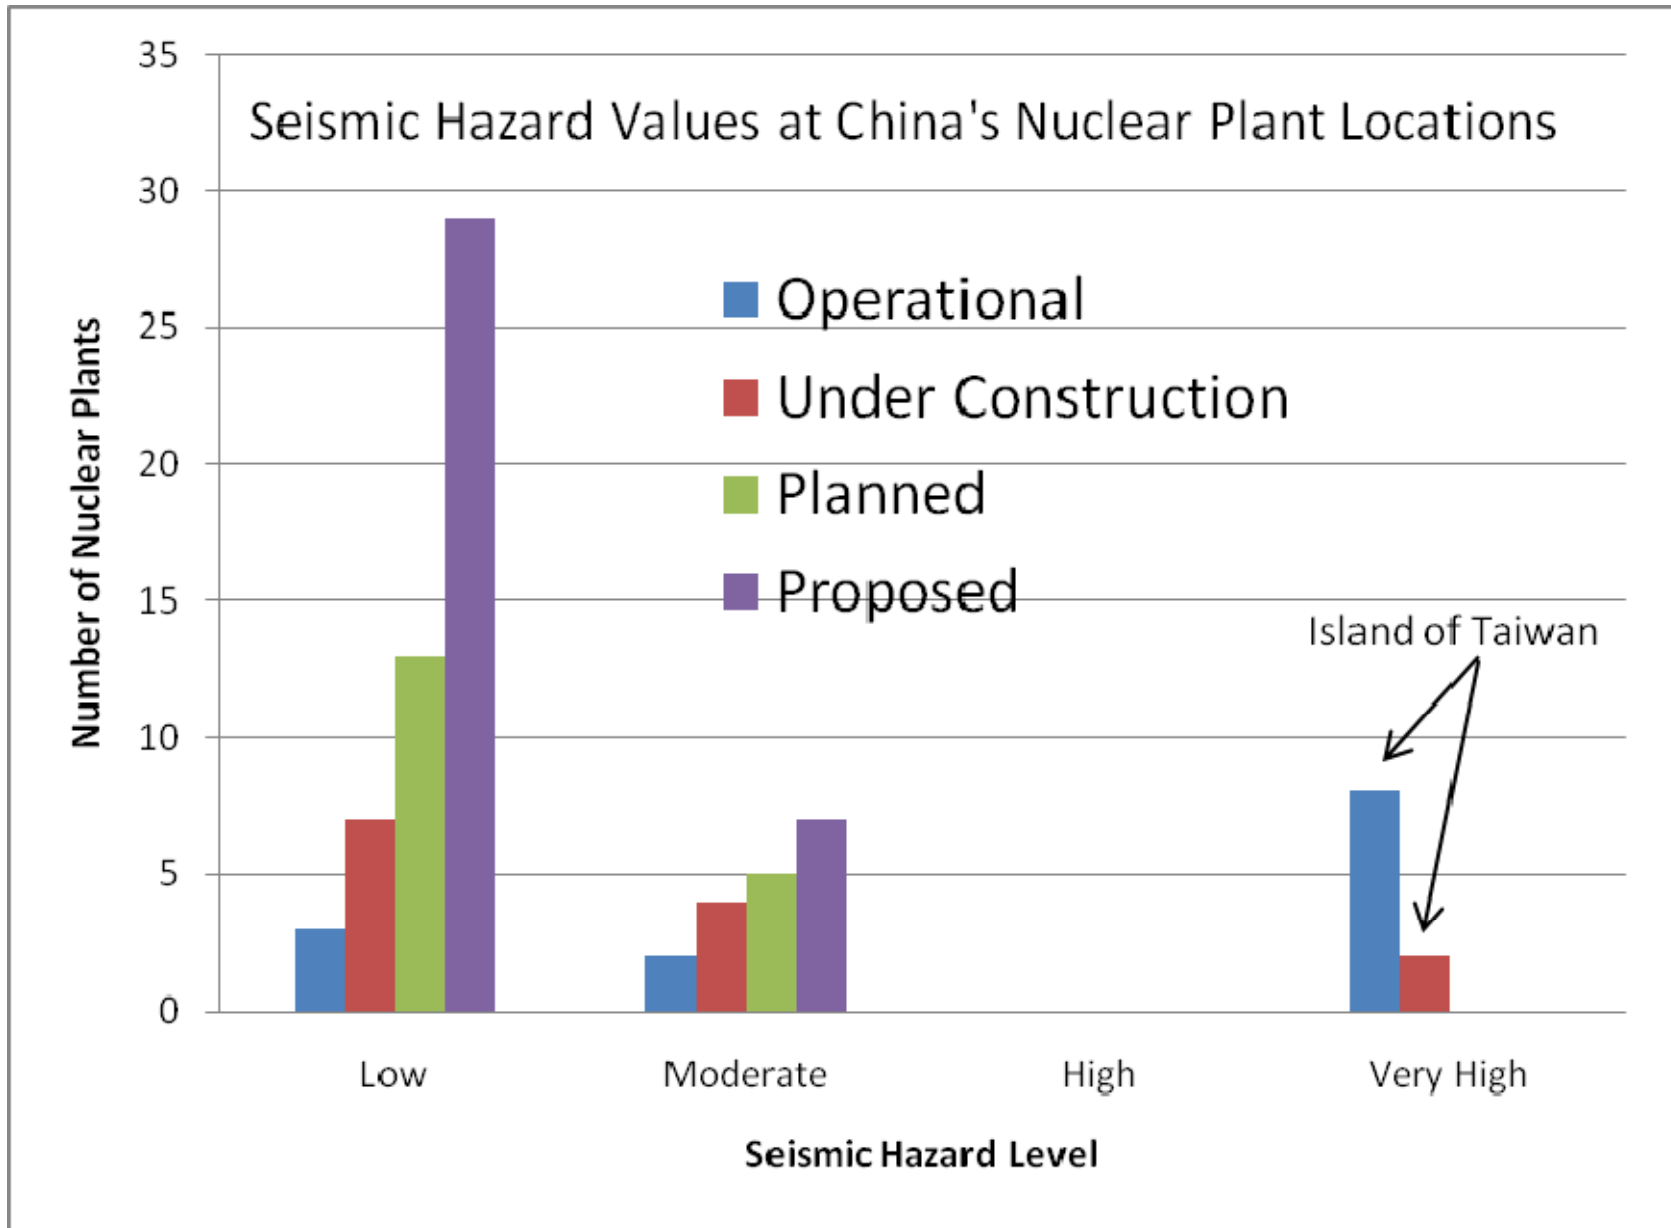 Seismic Hazard Values at China's Nuclear Plant Locations
35
30
25
20
15
10
5
0
Number of Nuclear Plants
Operational
Under Construction
Planned
Proposed
Island of Taiwan
Low
Moderate
High
Very High
Seismic Hazard Level